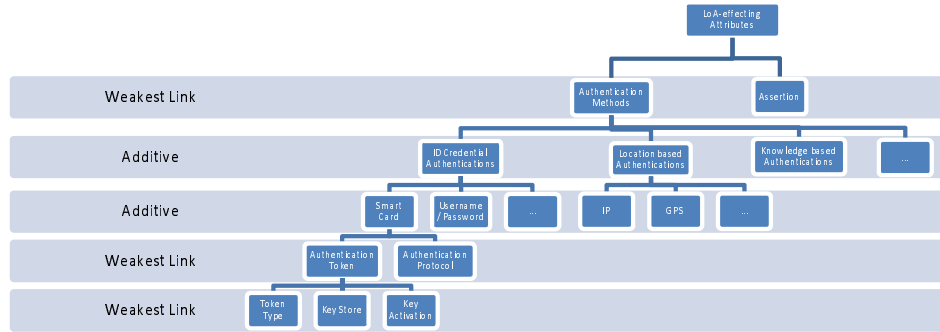 LoA-effecting
Attributes
Weakest Link
Authentication
Methods
Assertion
Additive
ID Credential
Authentications
Location based
Authentications
Knowledge based
Authentications
...
Additive
Smart
Card
Username
/ Password
...
IP
GPS
...
Weakest Link
Authentication
Token
Authentication
Protocol
Weakest Link
Token
Type
Key Store
Key
Activation